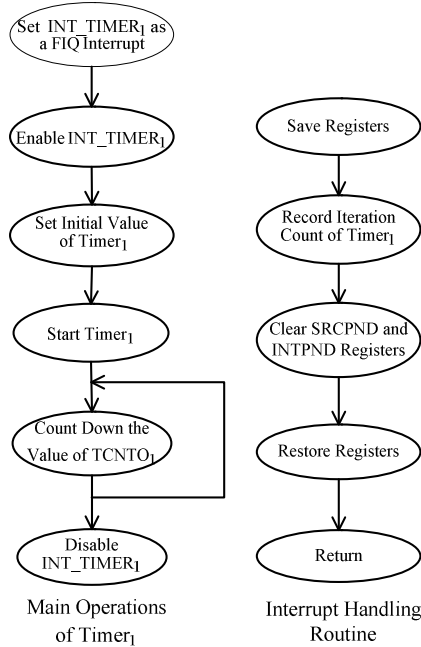 Set INT_TIMER1 as
a FIQ Interrupt
Enable INT_TIMER1
Set Initial Value
of Timer1
Start Timer1
Count Down the
Value of TCNTO1
Disable
INT_TIMER1
Main Operations
of Timer1
Save Registers
Record Iteration
Count of Timer1
Clear SRCPND and
INTPND Registers
Restore Registers
Return
Interrupt Handling
Routine